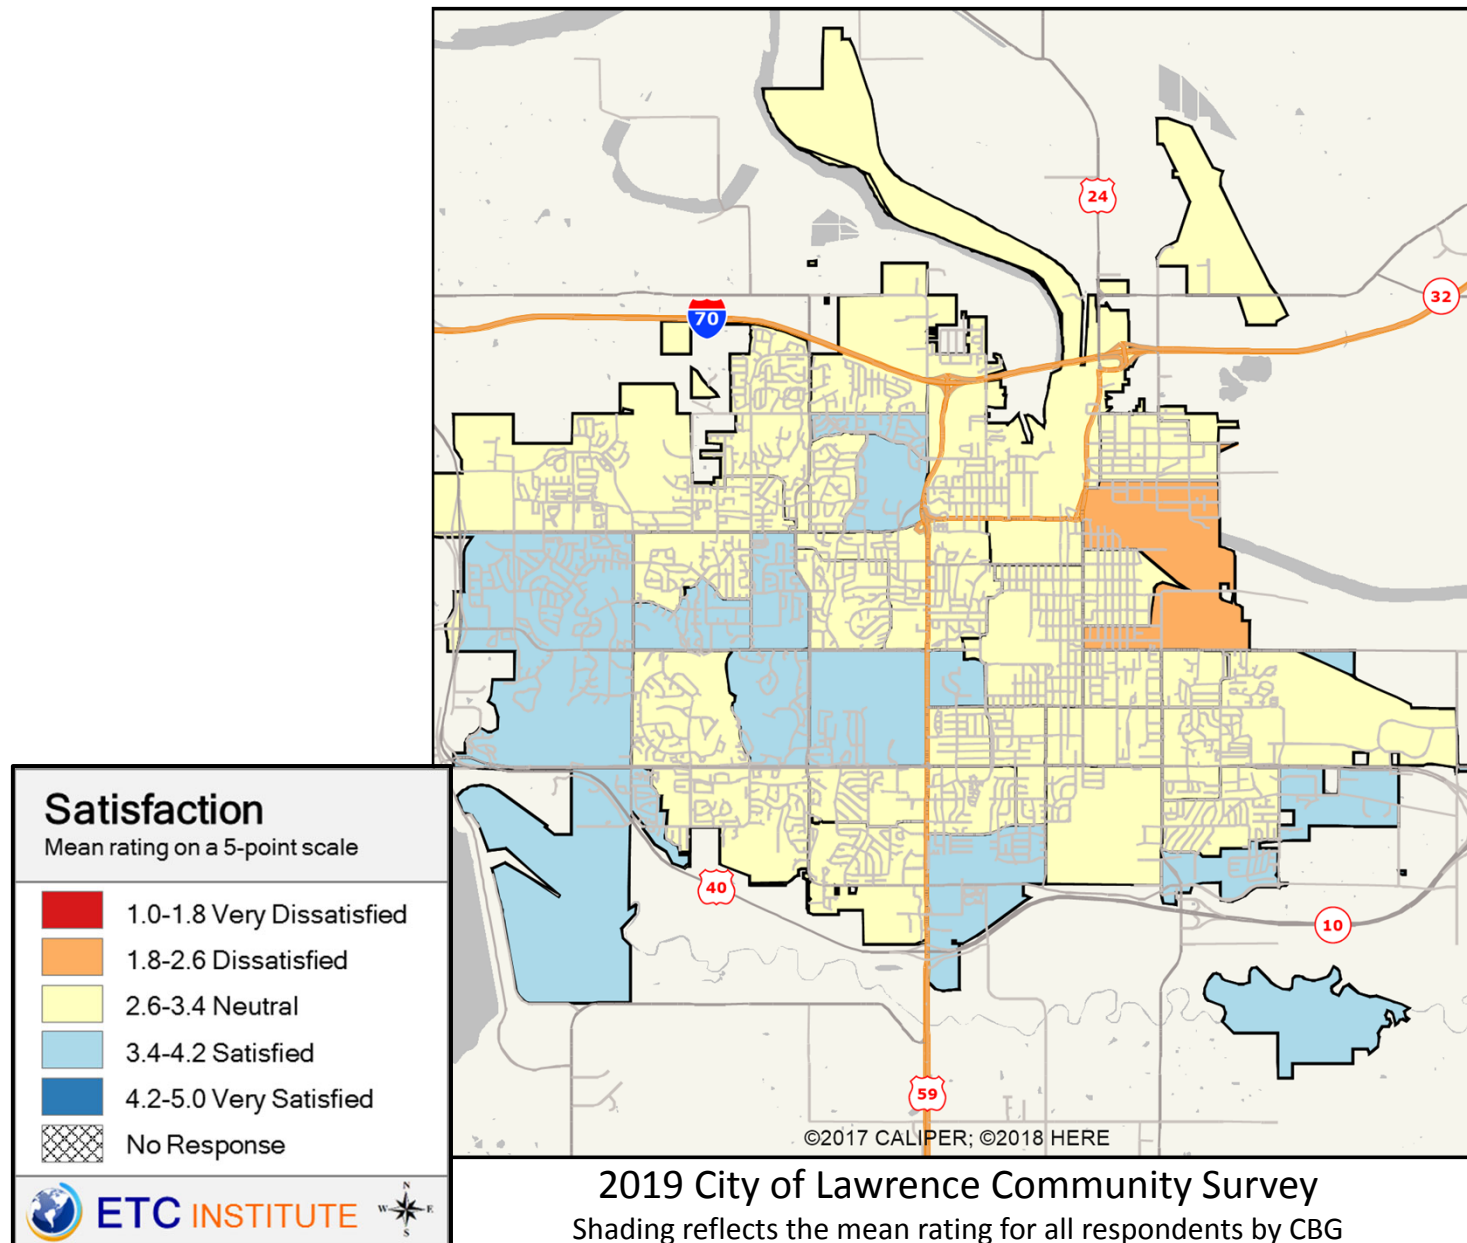 24
32
70
40
10
59
©2017 CALIPER; ©2018 HERE
Satisfaction
Mean rating on a 5-point scale
1.0-1.8 Very Dissatisfied
1.8-2.6 Dissatisfied
2.6-3.4 Neutral
3.4-4.2 Satisfied
4.2-5.0 Very Satisfied
No Response
ETC INSTITUTE
N
W E
S
2019 City of Lawrence Community Survey
Shading reflects the mean rating for all respondents by CBG